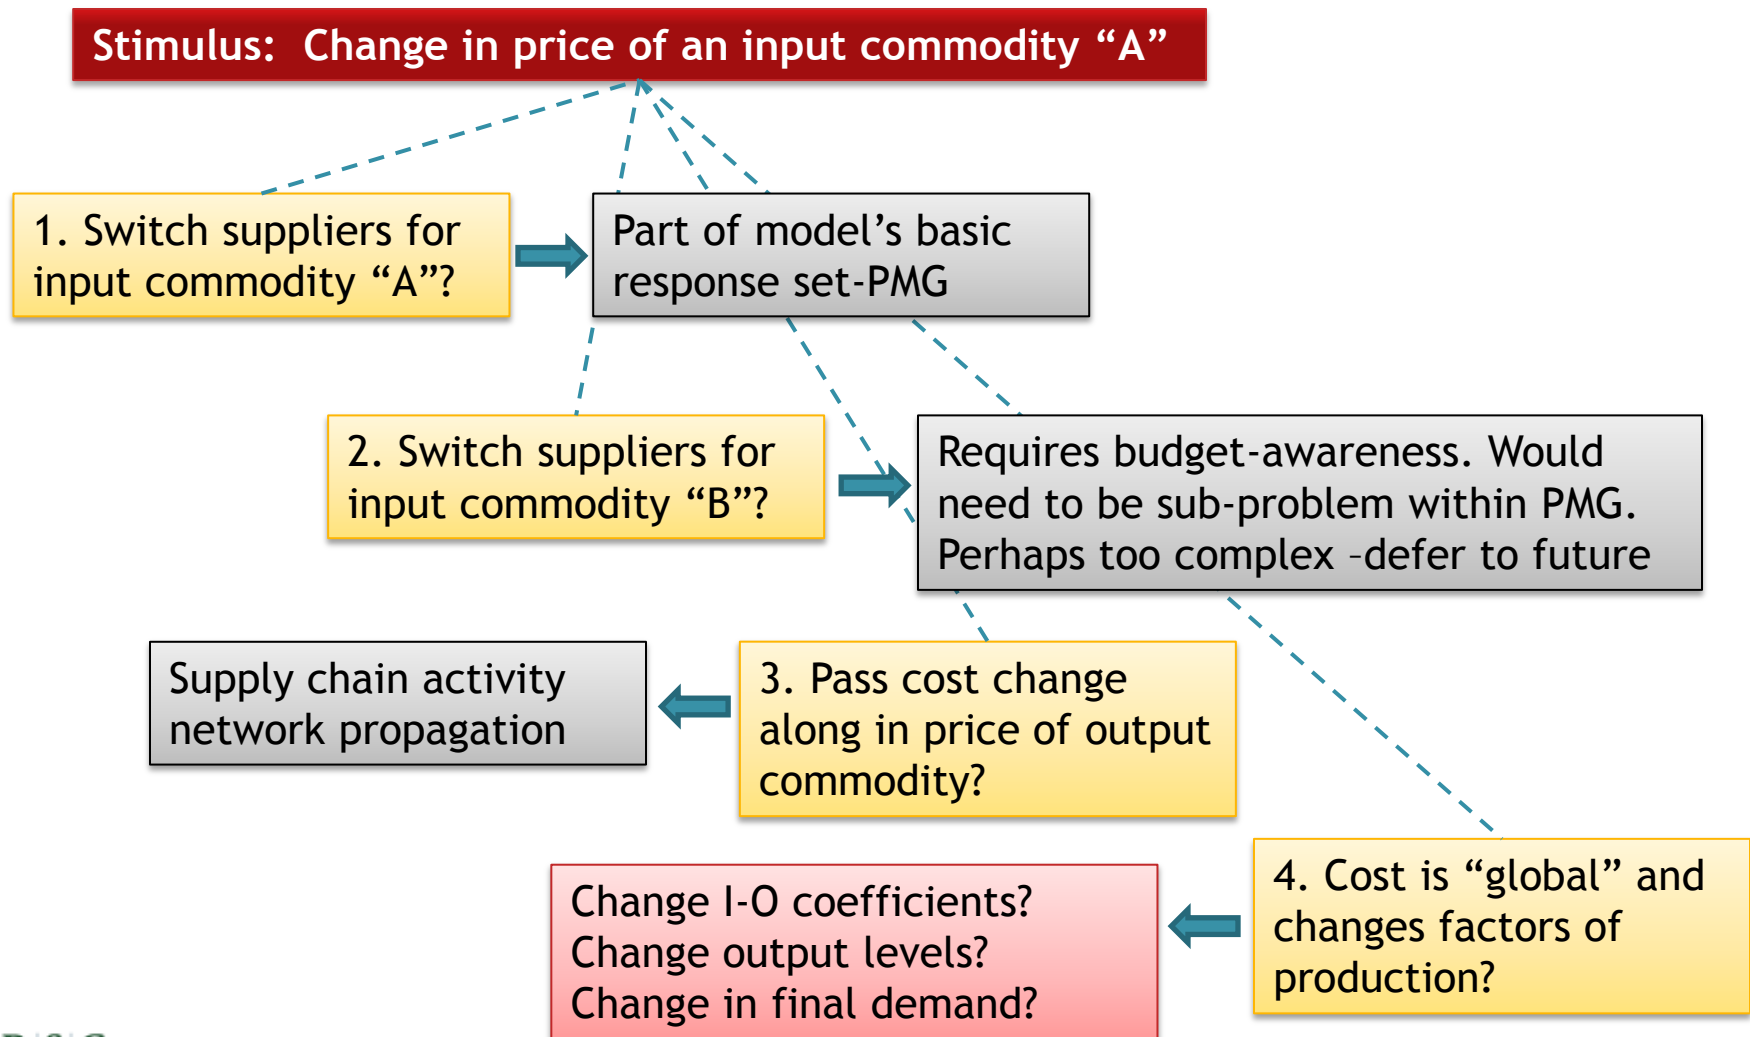 Stimulus:  Change in price of an input commodity “A”
1. Switch suppliers for
input commodity “A”?
Part of model’s basic
response set-PMG
2. Switch suppliers for
input commodity “B”?
Requires budget-awareness. Would
need to be sub-problem within PMG.
Perhaps too complex –defer to future
Supply chain activity
network propagation
3. Pass cost change
along in price of output
commodity?
Change I-O coefficients?
Change output levels?
Change in final demand?
4. Cost is “global” and
changes factors of
production?